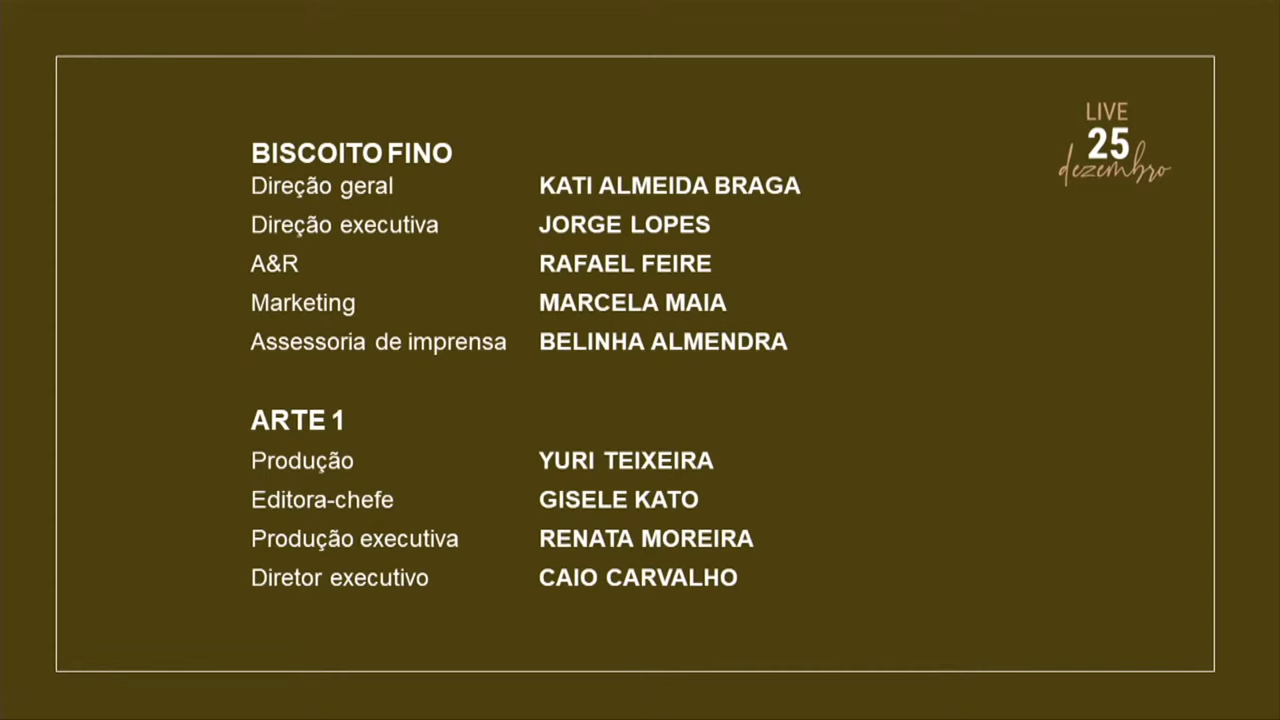 LIVE
25
dezembro
BISCOITO FINO
Direção geral KATI ALMEIDA BRAGA
Direção executiva JORGE LOPES
A&R RAFAEL FEIRE
Marketing MARCELA MAIA
Assessoria de imprensa BELINHA ALMENDRA
ARTE 1
Produção YURI TEIXEIRA
Editora-chefe GISELE KATO
Produção executiva RENATA MOREIRA
Diretor executivo CAIO CARVALHO